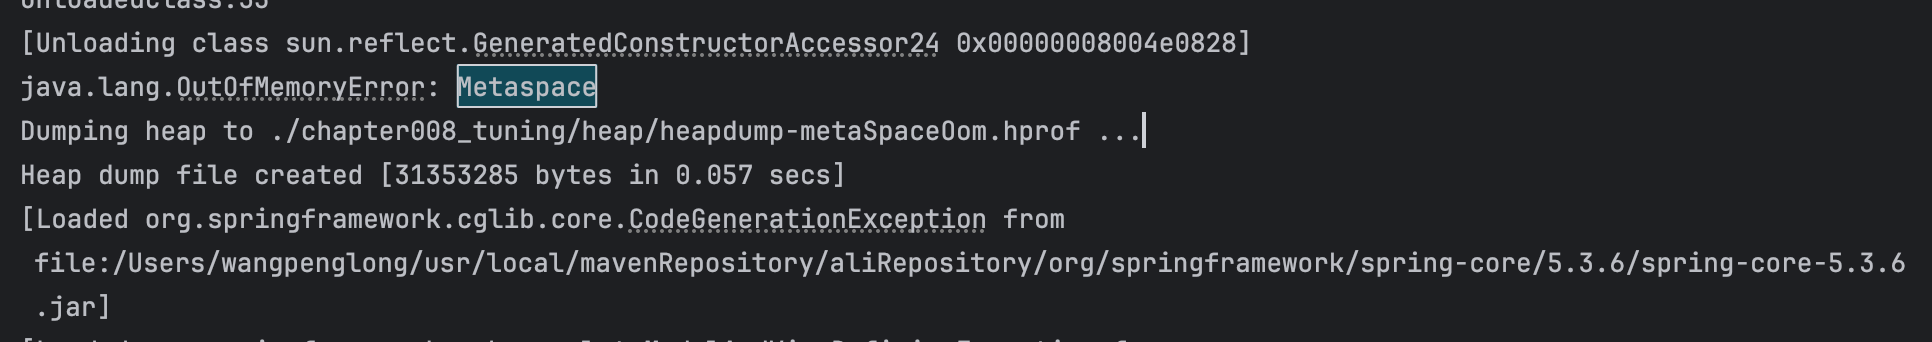 [Unloading class sun.reflect.GeneratedConstructorAccessor24 0x00000008004e0828]
java.lang.OutOfMemoryError: Metaspace
Dumping heap to ./chapter008_tuning/heap/heapdump-metaSpaceOom.hprof ...
Heap dump file created [31353285 bytes in 0.057 secs]
[Loaded org.springframework.cglib.core.CodeGenerationException from
file:/Users/wangpenglong/usr/local/mavenRepository/aliRepository/org/springframework/spring-core/5.3.6/spring-core-5.3.6
.jar]